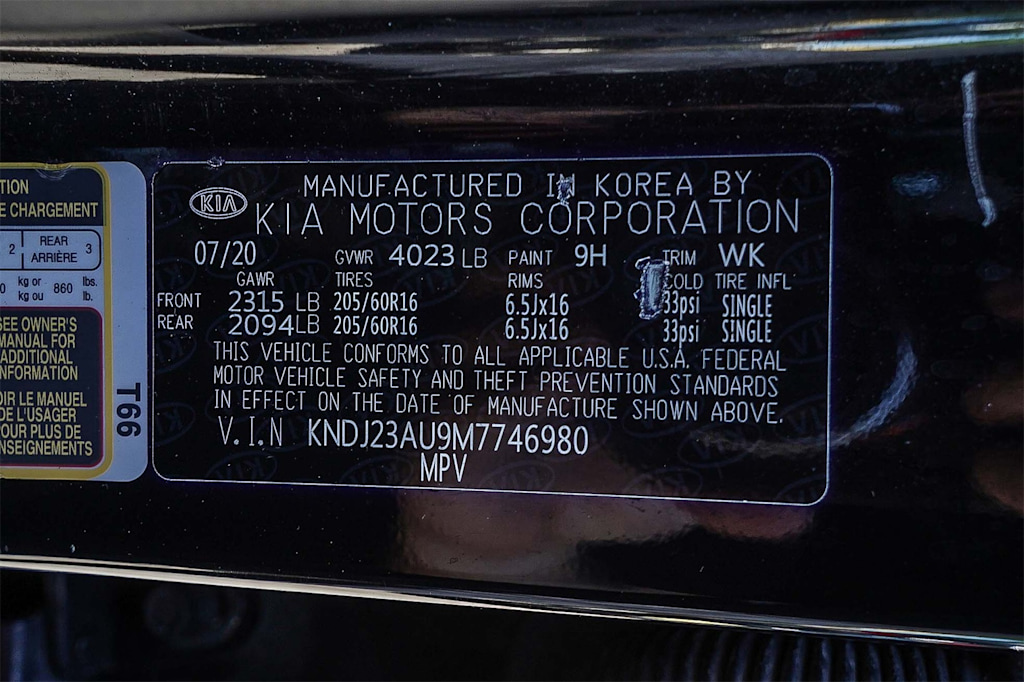 TION
E CHARGEMENT
2 REAR ARRIÈRE 3
kg or 860 lbs.
kg ou lb.
SEE OWNER'S
MANUAL FOR
ADDITIONAL
INFORMATION
OIR LE MANUEL
DE L'USAGER
POUR PLUS DE
NSEIGNEMENTS
T66
MANUFACTURED IN KOREA BY
KIA KIA MOTORS CORPORATION
07/20 GVWR 4023 LB PAINT 9H TRIM WK
GAWR TIRES RIMS COLD TIRE INFL
FRONT 2315 LB 205/60R16 6.5Jx16 33psi SINGLE
REAR 2094 LB 205/60R16 6.5Jx16 33psi SINGLE
THIS VEHICLE CONFORMS TO ALL APPLICABLE U.S.A. FEDERAL
MOTOR VEHICLE SAFETY AND THEFT PREVENTION STANDARDS
IN EFFECT ON THE DATE OF MANUFACTURE SHOWN ABOVE.
V.I.N KNDJ23AU9M7746980
MPV